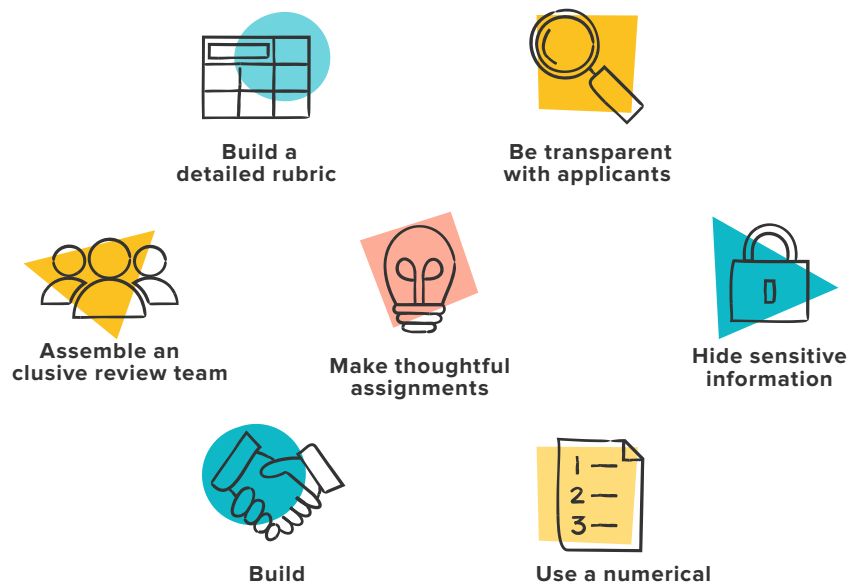 Build a
detailed rubric
Be transparent
with applicants
Assemble an
clusive review team
Make thoughtful
assignments
Hide sensitive
information
1
2
3
Build
Use a numerical